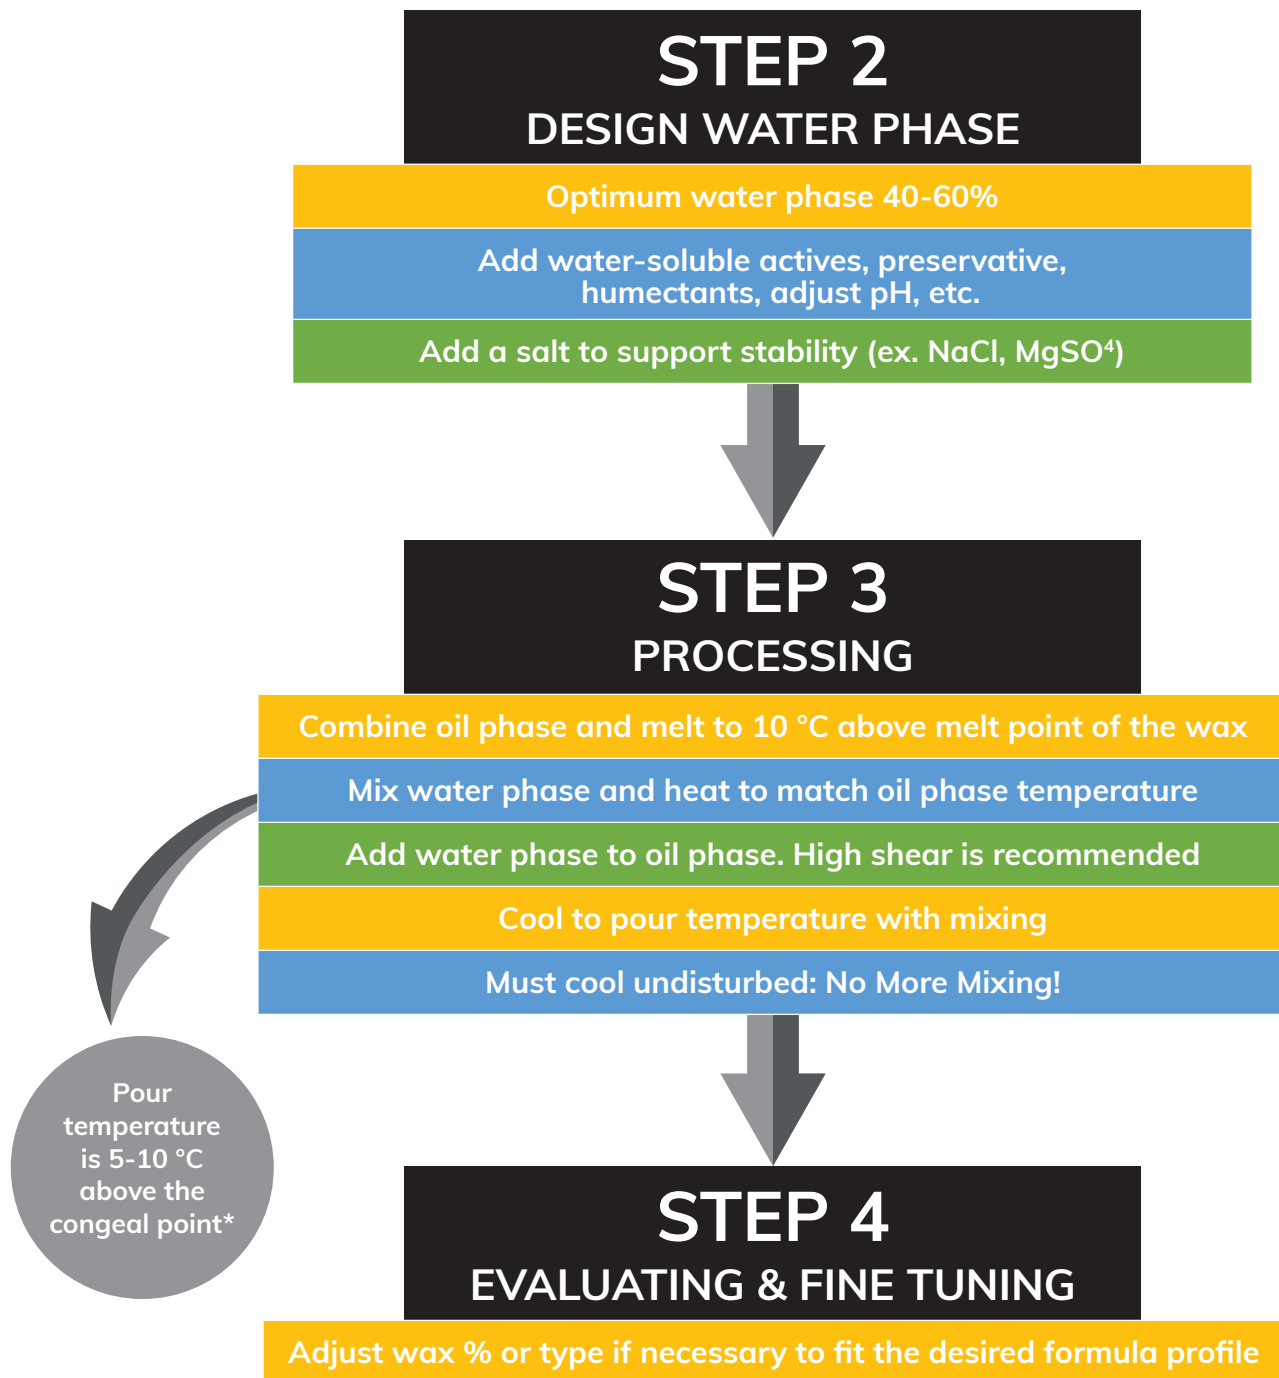 STEP 2
DESIGN WATER PHASE
Optimum water phase 40-60%
Add water-soluble actives, preservative,
humectants, adjust pH, etc.
Add a salt to support stability (ex. NaCl, MgSO⁴)
STEP 3
PROCESSING
Combine oil phase and melt to 10 °C above melt point of the wax
Mix water phase and heat to match oil phase temperature
Add water phase to oil phase. High shear is recommended
Cool to pour temperature with mixing
Must cool undisturbed: No More Mixing!
Pour
temperature
is 5-10 °C
above the
congeal point*
STEP 4
EVALUATING & FINE TUNING
Adjust wax % or type if necessary to fit the desired formula profile